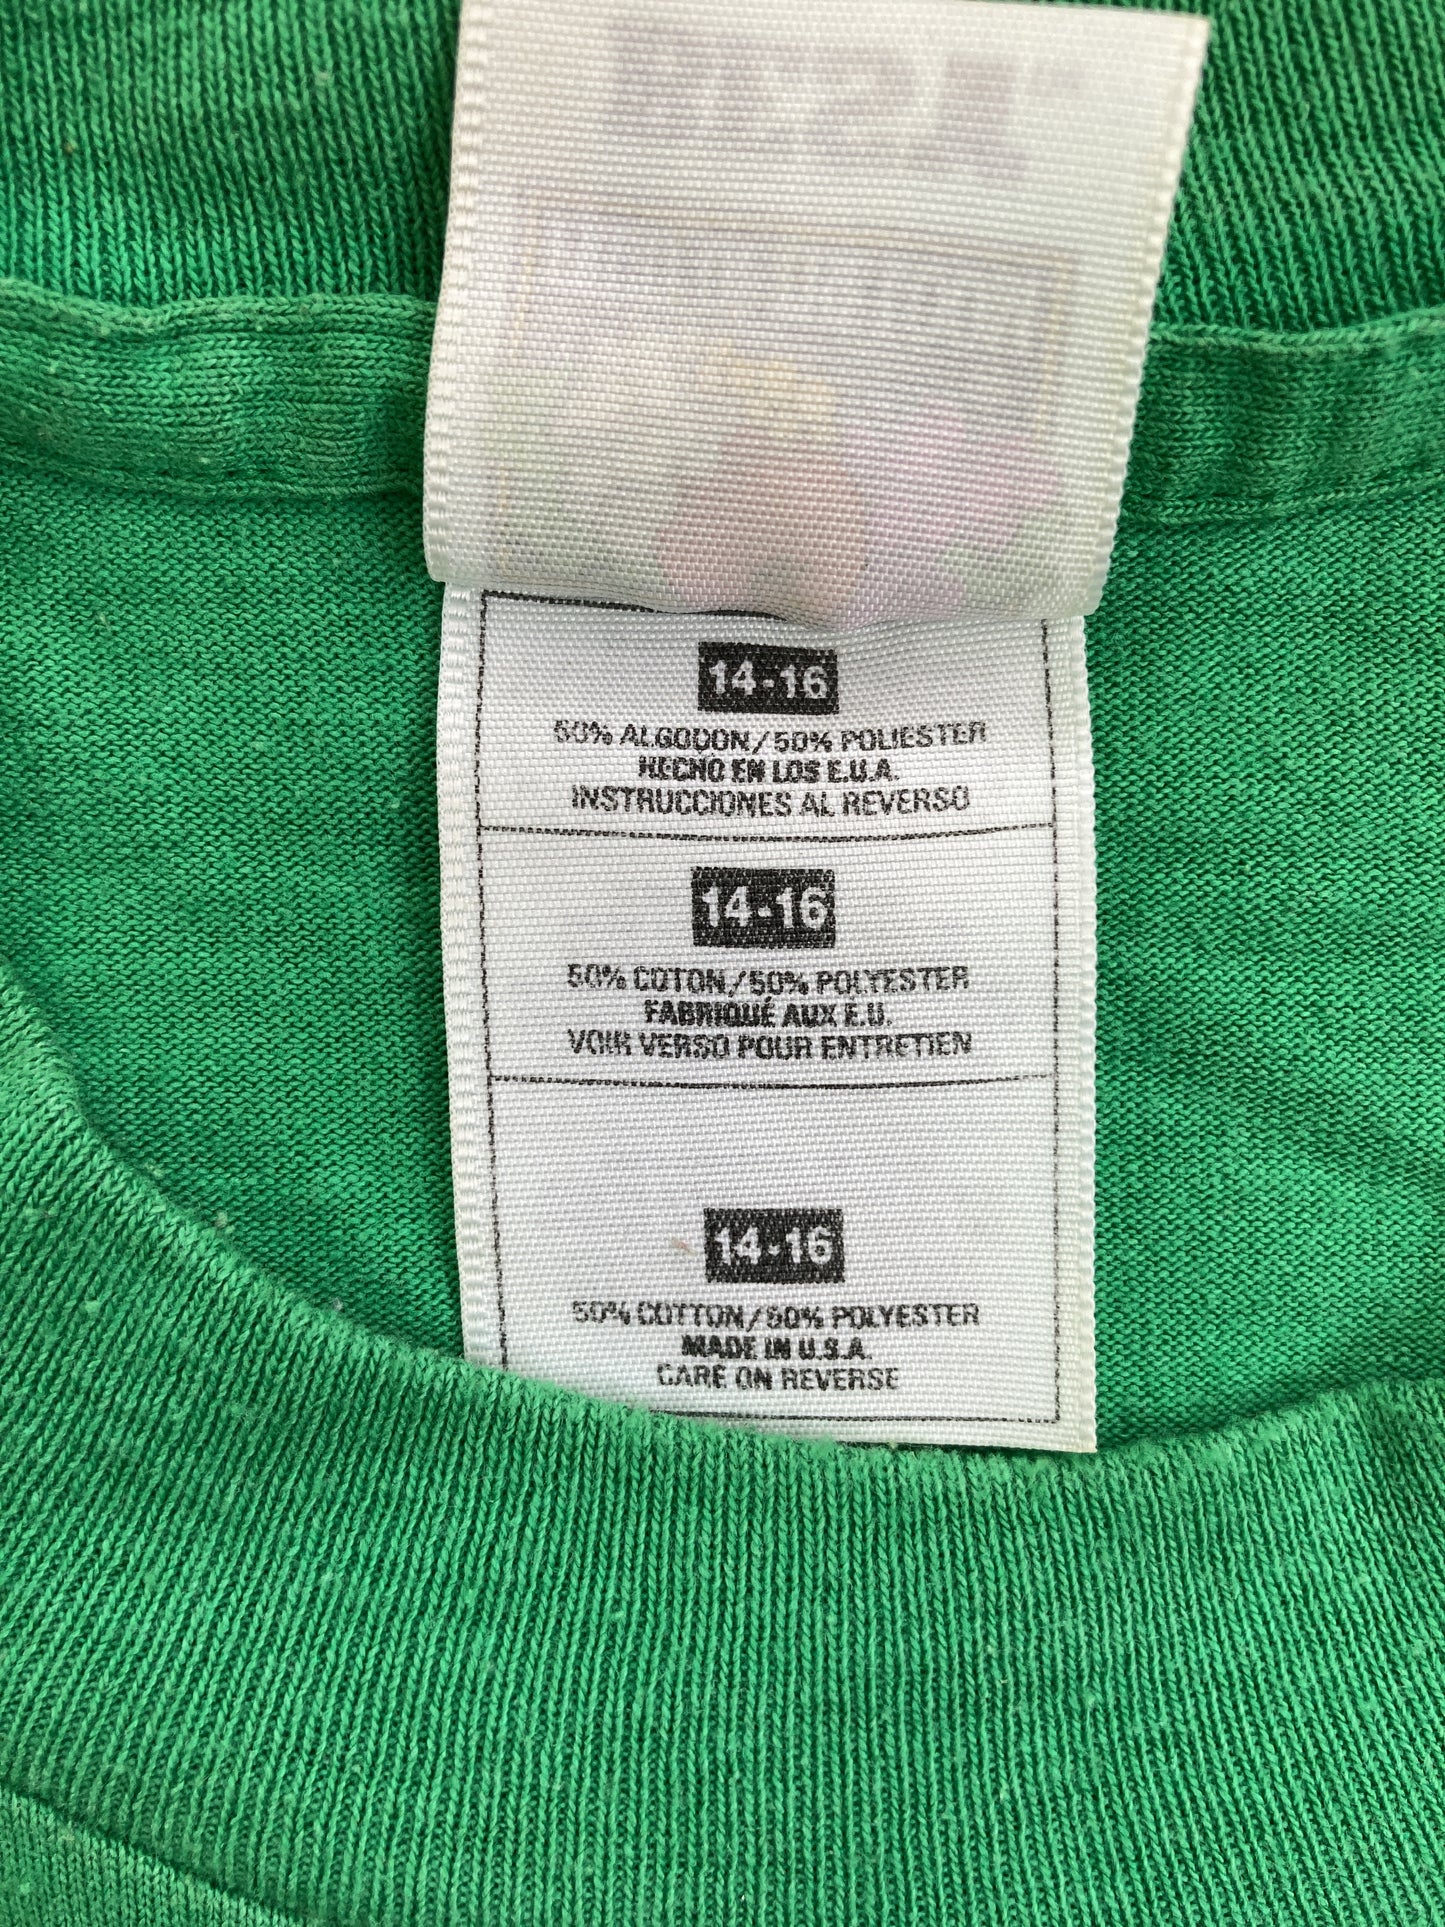 14-16
50% ALGODON/50% POLIESTER
HECHO EN LOS E.U.A.
INSTRUCCIONES AL REVERSO
14-16
50% COTON/50% POLYESTER
FABRIQUÉ AUX É.U.
VOIR VERSO POUR ENTRETIEN
14-16
50% COTTON/50% POLYESTER
MADE IN U.S.A.
CARE ON REVERSE